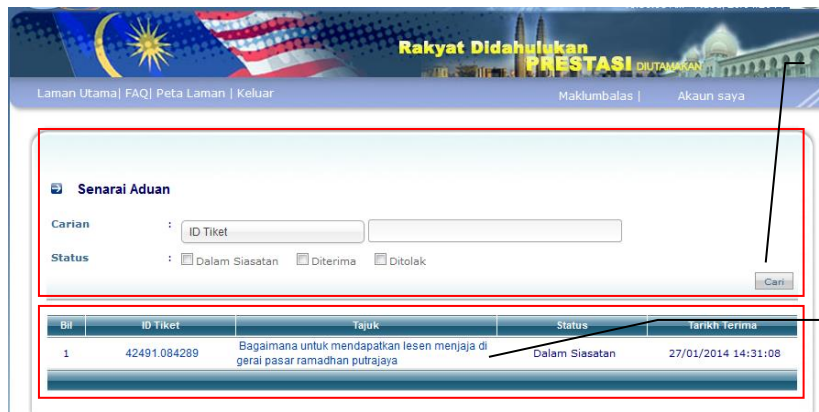 Rakyat Didahulukan
PRESTASI DIUTAMAKAN
Laman Utama| FAQ| Peta Laman | Keluar
Maklumbalas | Akaun saya
Senarai Aduan
Carian : ID Tiket
Status : Dalam Siasatan Diterima Ditolak
Cari
Bil ID Tiket Tajuk Status Tarikh Terima
1 42491.084289 Bagaimana untuk mendapatkan lesen menjaja di Dalam Siasatan 27/01/2014 14:31:08
gerai pasar ramadhan putrajaya